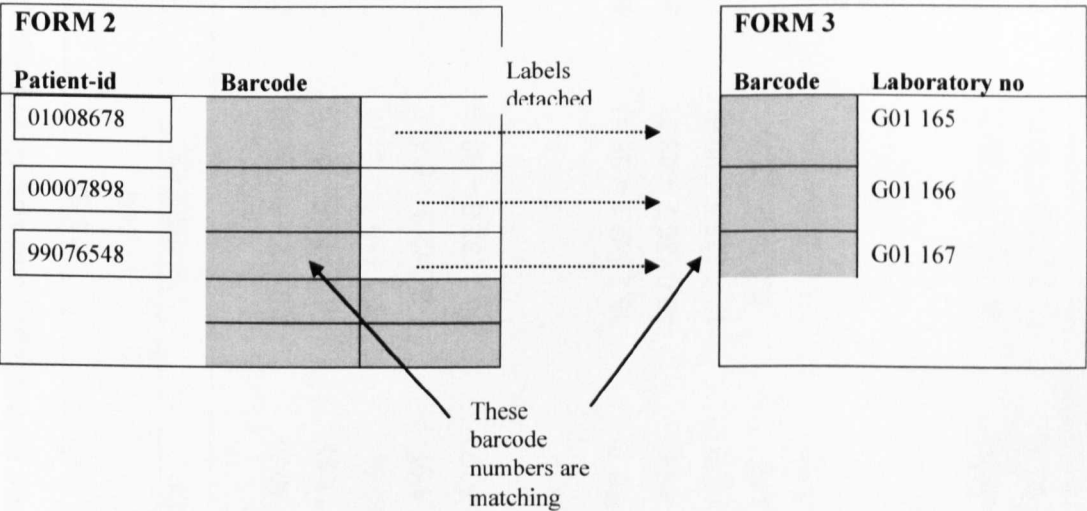 FORM 2
Patient-id Barcode
01008678
00007898
99076548
Labels
detached
FORM 3
Barcode Laboratory no
G01 165
G01 166
G01 167
These
barcode
numbers are
matching